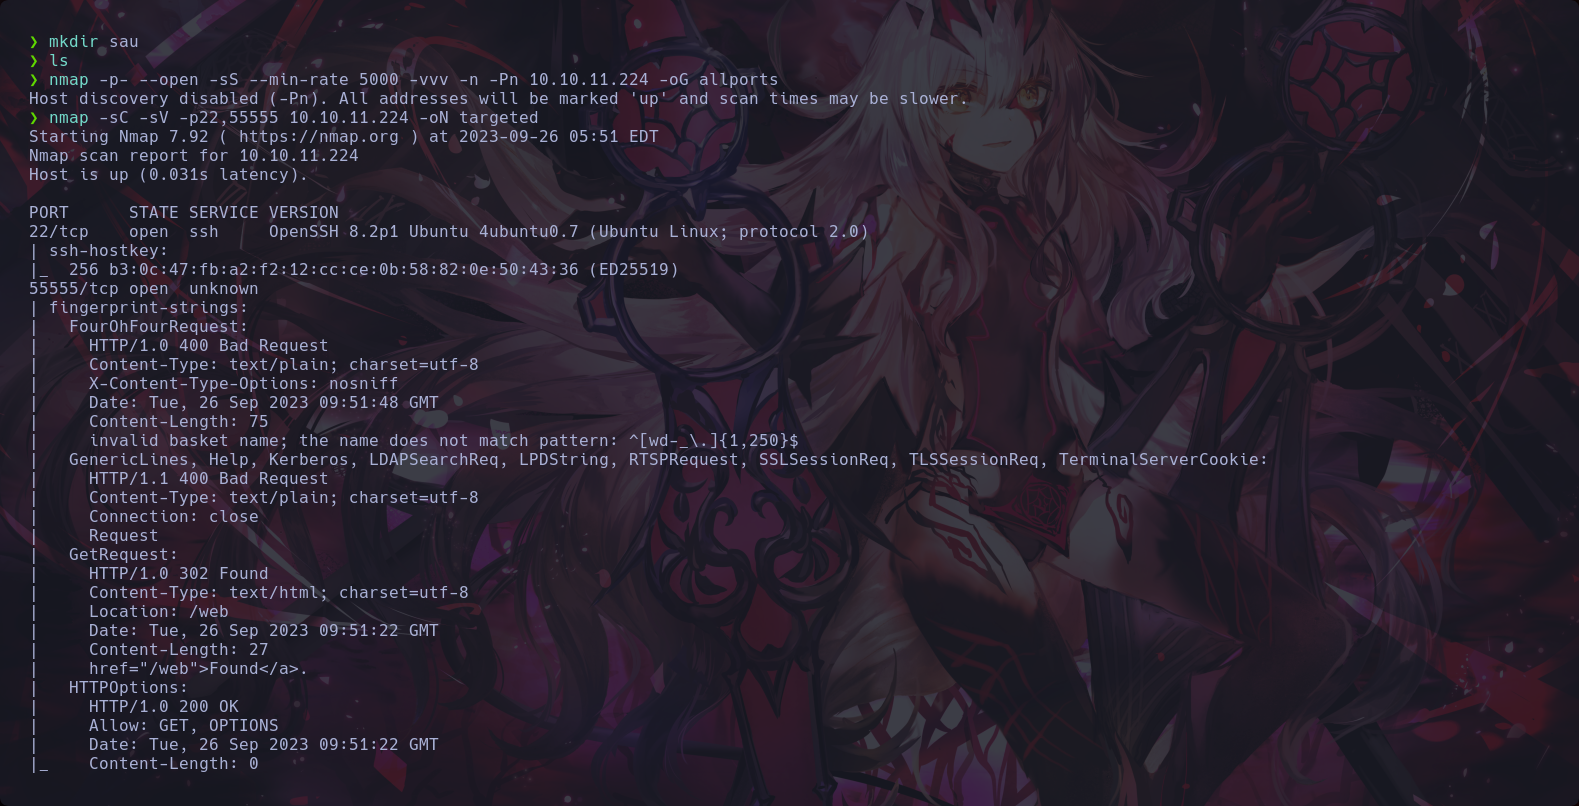 ❯ mkdir sau
❯ ls
❯ nmap -p- --open -sS --min-rate 5000 -vvv -n -Pn 10.10.11.224 -oG allports
Host discovery disabled (-Pn). All addresses will be marked 'up' and scan times may be slower.
❯ nmap -sC -sV -p22,55555 10.10.11.224 -oN targeted
Starting Nmap 7.92 ( https://nmap.org ) at 2023-09-26 05:51 EDT
Nmap scan report for 10.10.11.224
Host is up (0.031s latency).

PORT      STATE SERVICE VERSION
22/tcp    open  ssh     OpenSSH 8.2p1 Ubuntu 4ubuntu0.7 (Ubuntu Linux; protocol 2.0)
| ssh-hostkey:
|_  256 b3:0c:47:fb:a2:f2:12:cc:ce:0b:58:82:0e:50:43:36 (ED25519)
55555/tcp open  unknown
| fingerprint-strings:
|   FourOhFourRequest:
|     HTTP/1.0 400 Bad Request
|     Content-Type: text/plain; charset=utf-8
|     X-Content-Type-Options: nosniff
|     Date: Tue, 26 Sep 2023 09:51:48 GMT
|     Content-Length: 75
|     invalid basket name; the name does not match pattern: ^[wd-_\.]{1,250}$
|   GenericLines, Help, Kerberos, LDAPSearchReq, LPDString, RTSPRequest, SSLSessionReq, TLSSessionReq, TerminalServerCookie:
|     HTTP/1.1 400 Bad Request
|     Content-Type: text/plain; charset=utf-8
|     Connection: close
|     Request
|   GetRequest:
|     HTTP/1.0 302 Found
|     Content-Type: text/html; charset=utf-8
|     Location: /web
|     Date: Tue, 26 Sep 2023 09:51:22 GMT
|     Content-Length: 27
|     href="/web">Found</a>.
|   HTTPOptions:
|     HTTP/1.0 200 OK
|     Allow: GET, OPTIONS
|     Date: Tue, 26 Sep 2023 09:51:22 GMT
|_    Content-Length: 0